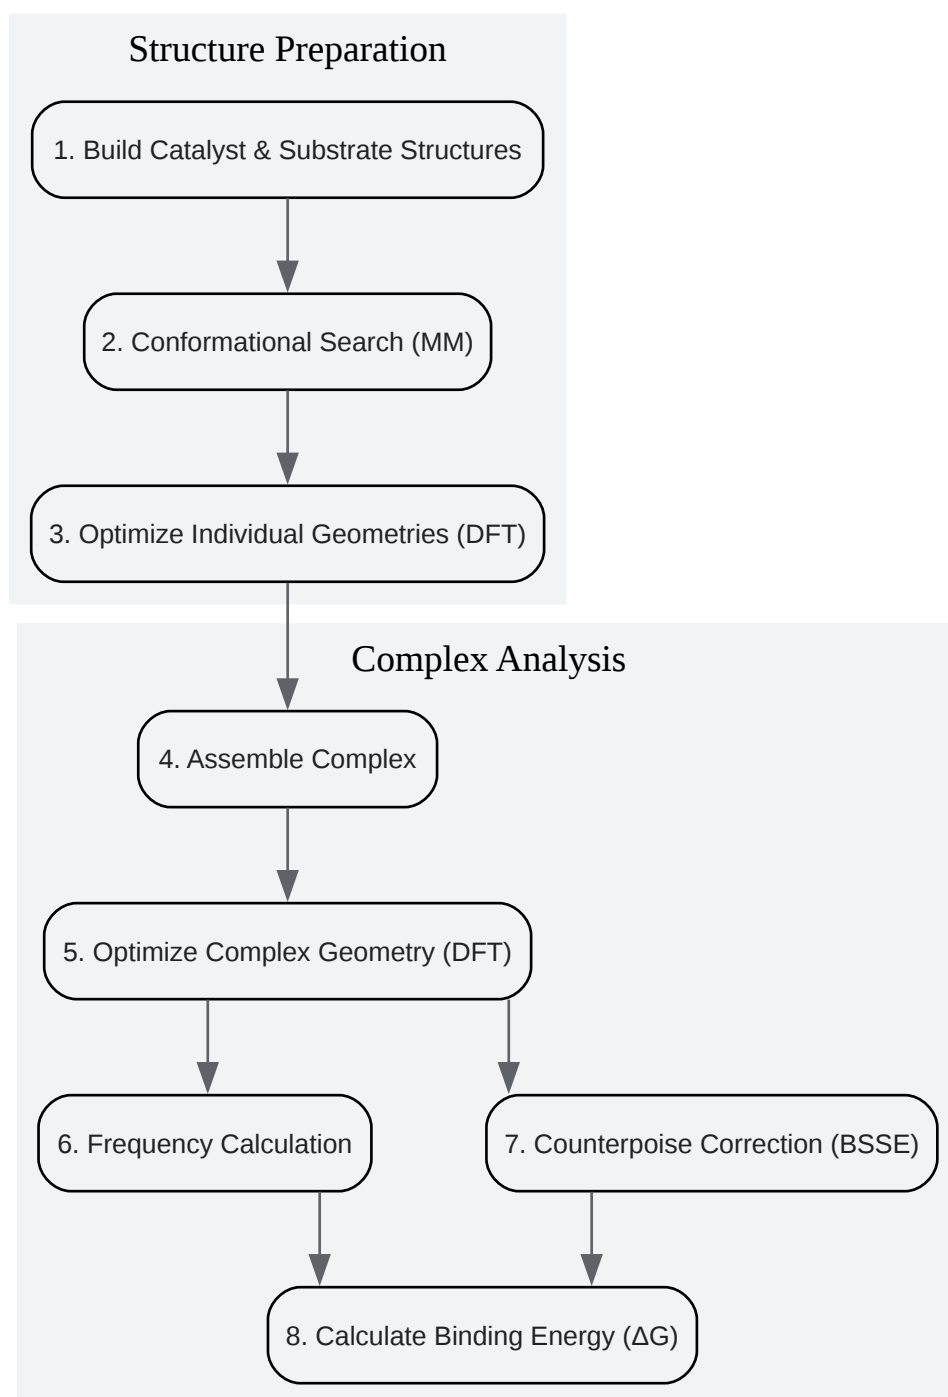 Structure Preparation
1. Build Catalyst & Substrate Structures
2. Conformational Search (MM)
3. Optimize Individual Geometries (DFT)
Complex Analysis
4. Assemble Complex
5. Optimize Complex Geometry (DFT)
6. Frequency Calculation
7. Counterpoise Correction (BSSE)
8. Calculate Binding Energy (ΔG)